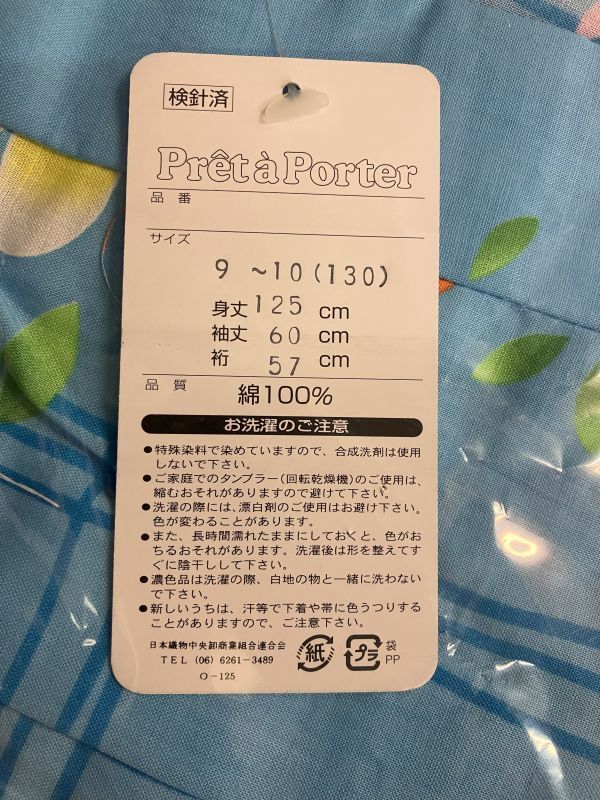 検針済
Prêt à Porter
品番
サイズ
9 ~10(130)
身丈 125 cm
袖丈 60 cm
裄 57 cm
品質
綿100%
お洗濯のご注意
●特殊染料で染めていますので、合成洗剤は使用
しないで下さい。
●ご家庭でのタンブラー(回転乾燥機)のご使用は、
縮むおそれがありますので避けて下さい。
●洗濯の際には、漂白剤のご使用はお避け下さい。
色が変わることがあります。
●また、長時間濡れたままにしておくと、色がお
ちるおそれがあります。洗濯後は形を整えてす
ぐに陰干しして下さい。
●濃色品は洗濯の際、白地の物と一緒に洗わない
で下さい。
●新しいうちは、汗等で下着や帯に色うつりする
ことがありますので、ご注意下さい。
日本織物中央卸商業組合連合会
TEL (06) 6261-3489
O-125
紙
プラ
袋
PP